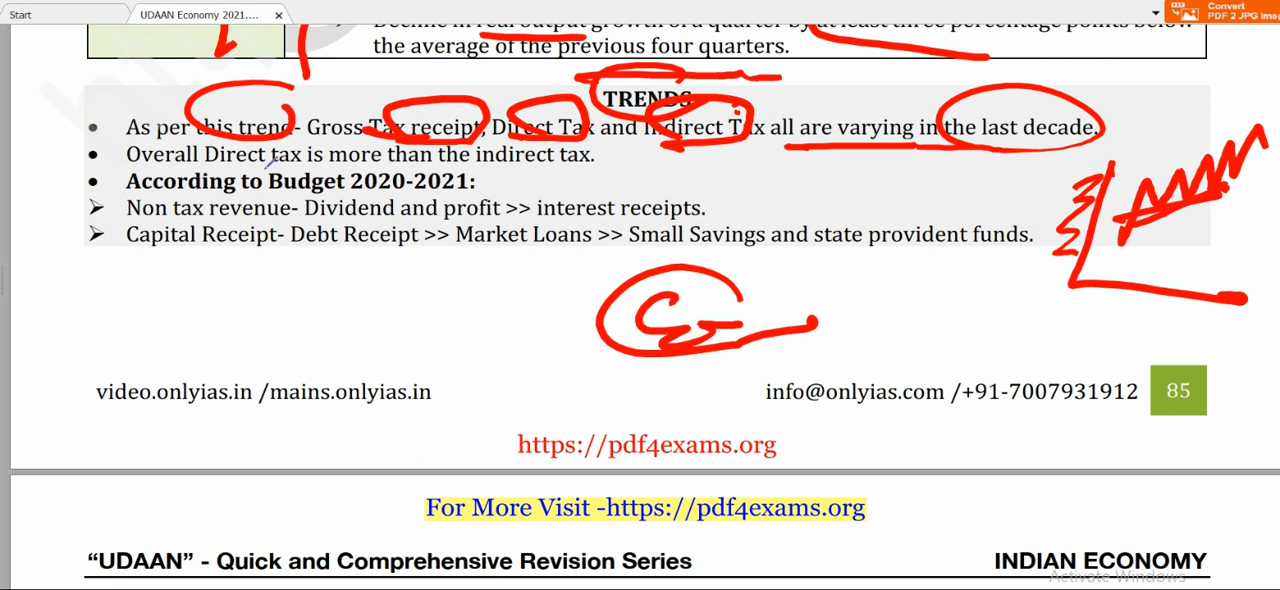 Start
UDAAN Economy 2021....
Convert
PDF 2 JPG Imag
the average of the previous four quarters.
TRENDS
• As per this trend- Gross Tax receipt, Direct Tax and Indirect Tax all are varying in the last decade.
• Overall Direct tax is more than the indirect tax.
• According to Budget 2020-2021:
➢ Non tax revenue- Dividend and profit >> interest receipts.
➢ Capital Receipt- Debt Receipt >> Market Loans >> Small Savings and state provident funds.
video.onlyias.in /mains.onlyias.in
info@onlyias.com /+91-7007931912
85
https://pdf4exams.org
For More Visit -https://pdf4exams.org
“UDAAN” - Quick and Comprehensive Revision Series
INDIAN ECONOMY
Activate Windows